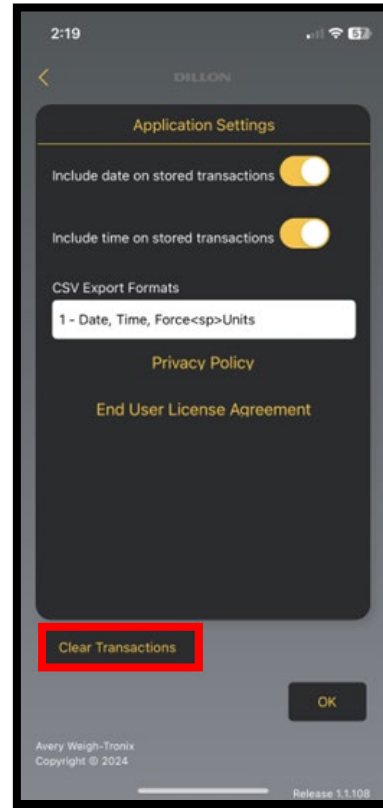 2:19
57
DILLON
Application Settings
Include date on stored transactions
Include time on stored transactions
CSV Export Formats
1 - Date, Time, Force<sp>Units
Privacy Policy
End User License Agreement
Clear Transactions
OK
Avery Weigh-Tronix
Copyright © 2024
Release 1.1.108